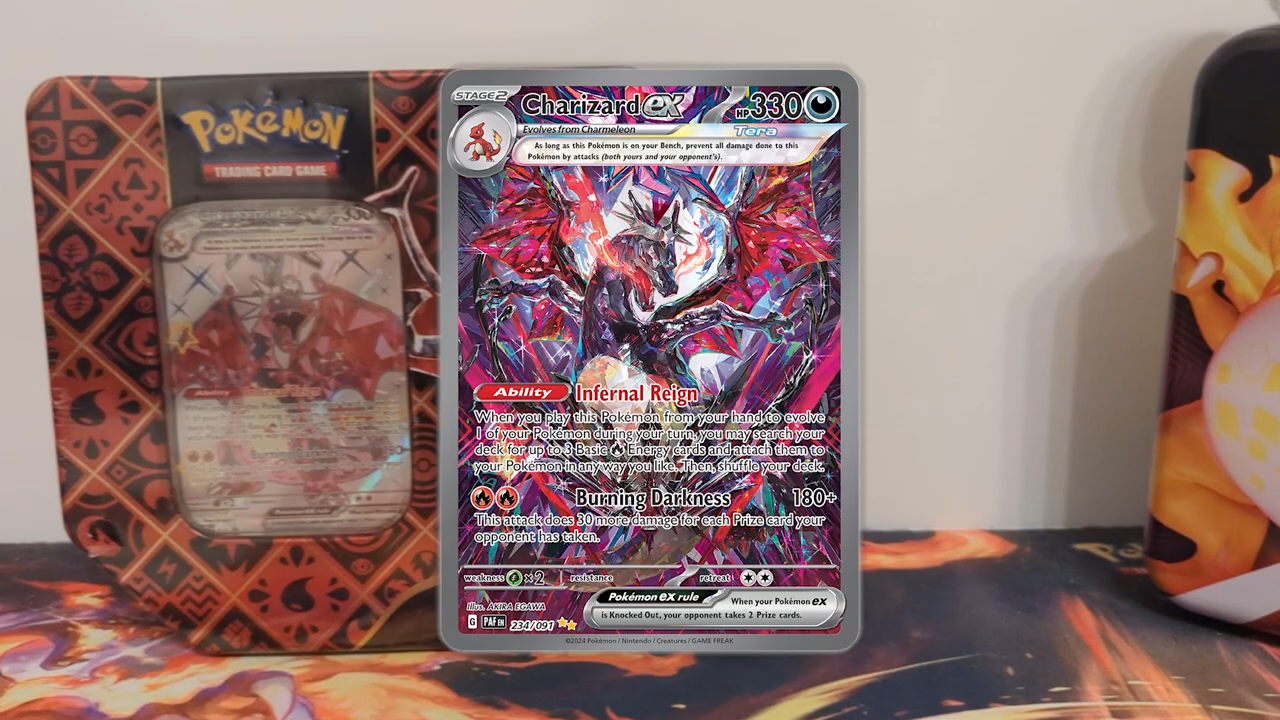 POKéMON
TRADING CARD GAME
STAGE2
Charizard ex
HP 330
Evolves from Charmeleon
Tera
As long as this Pokémon is on your Bench, prevent all damage done to this
Pokémon by attacks (both yours and your opponent's).
Ability Infernal Reign
When you play this Pokémon from your hand to evolve
1 of your Pokémon during your turn, you may search your
deck for up to 3 Basic Energy cards and attach them to
your Pokémon in any way you like. Then, shuffle your deck.
Burning Darkness 180+
This attack does 30 more damage for each Prize card your
opponent has taken.
weakness ×2 resistance retreat
Pokémon ex rule
When your Pokémon ex
is Knocked Out, your opponent takes 2 Prize cards.
Illus. AKIRA EGAWA
G PAF EN 234/091
©2024 Pokémon / Nintendo / Creatures / GAME FREAK
Ability
Burning Darkness